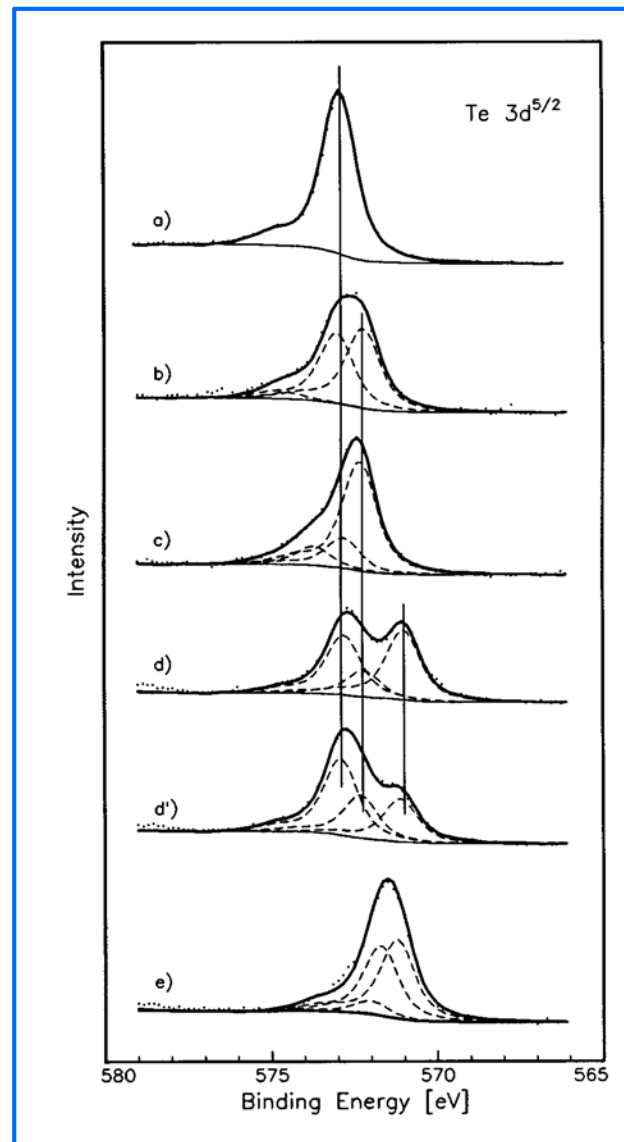 Te 3d5/2
a)
b)
c)
d)
d')
e)
Intensity
580
575
570
565
Binding Energy [eV]